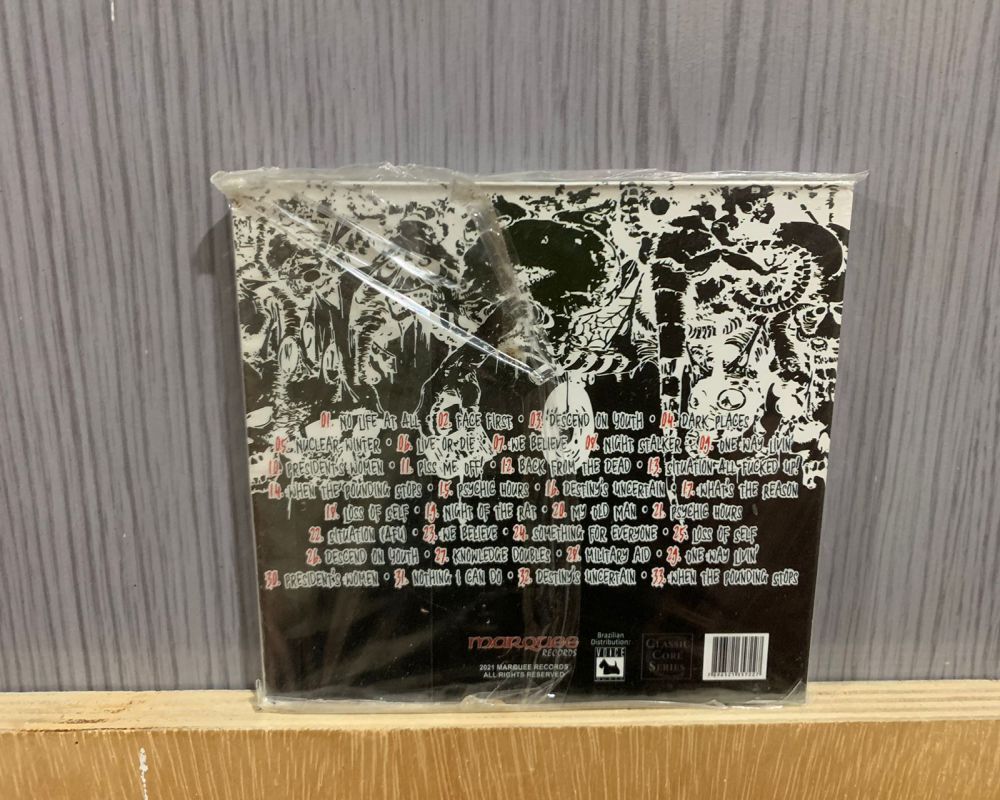 01. NO LIFE AT ALL • 02. FACE FIRST • 03. DESCEND ON YOUTH • 04. DARK PLACES
05. NUCLEAR WINTER • 06. LIVE OR DIE • 07. WE BELIEVE • 08. NIGHT STALKER • 09. ONE WAY LIVIN'
10. PRESIDENT'S WOMEN • 11. PISS ME OFF • 12. BACK FROM THE DEAD • 13. SITUATION ALL FUCKED UP!
14. WHEN THE POUNDING STOPS • 15. PSYCHIC HOURS • 16. DESTINY'S UNCERTAIN • 17. WHAT'S THE REASON
18. LOSS OF SELF • 19. NIGHT OF THE RAT • 20. MY OLD MAN • 21. PSYCHIC HOURS
22. SITUATION • 23. WE BELIEVE • 24. SOMETHING FOR EVERYONE • 25. LOSS OF SELF
26. DESCEND ON YOUTH • 27. KNOWLEDGE DOUBLES • 28. MILITARY AID • 29. ONE WAY LIVIN'
30. PRESIDENT'S WOMEN • 31. NOTHING I CAN DO • 32. DESTINY'S UNCERTAIN • 33. WHEN THE POUNDING STOPS
MARQUEE
RECORDS
2021 MARQUEE RECORDS
ALL RIGHTS RESERVED
Brazilian
Distribution:
VOICE
CLASSIC
CORE
SERIES